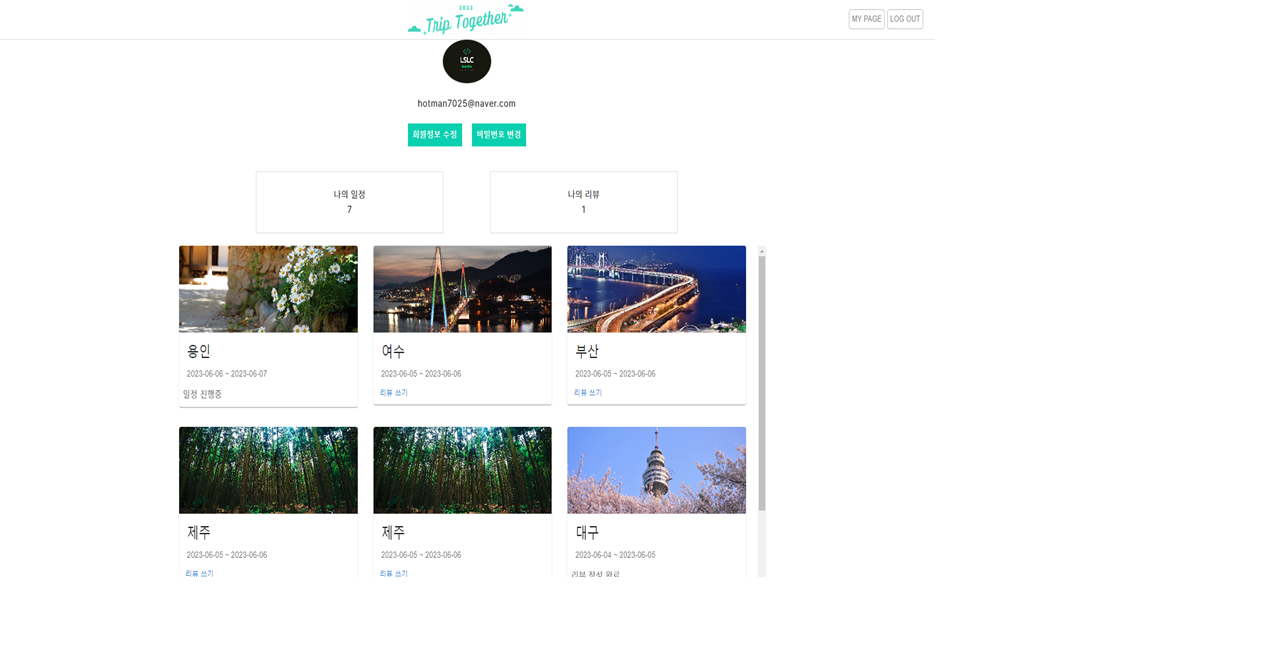 2023
Trip Together
MY PAGE LOG OUT
LSLC
hotman7025@naver.com
회원정보 수정 비밀번호 변경
나의 일정
7
나의 리뷰
1
용인
2023-06-06 ~ 2023-06-07
일정 진행중
여수
2023-06-05 ~ 2023-06-06
리뷰 쓰기
부산
2023-06-05 ~ 2023-06-06
리뷰 쓰기
제주
2023-06-05 ~ 2023-06-06
리뷰 쓰기
제주
2023-06-05 ~ 2023-06-06
리뷰 쓰기
대구
2023-06-04 ~ 2023-06-05
리뷰 작성 완료